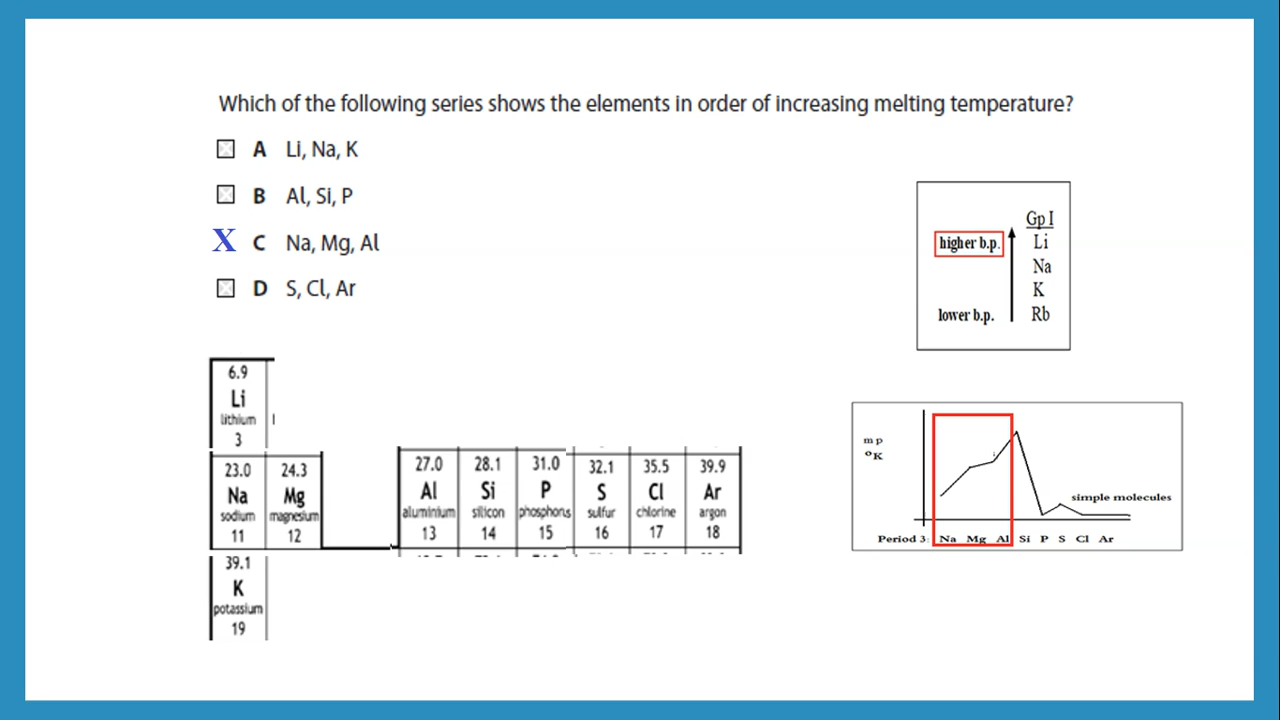 Which of the following series shows the elements in order of increasing melting temperature?
A Li, Na, K
B Al, Si, P
X C Na, Mg, Al
D S, Cl, Ar
Gp I
higher b.p. Li
Na
K
lower b.p. Rb
6.9
Li
lithium
3
23.0 24.3 27.0 28.1 31.0 32.1 35.5 39.9
Na Mg Al Si P S Cl Ar
sodium magnesium aluminium silicon phosphorus sulfur chlorine argon
11 12 13 14 15 16 17 18
39.1
K
potassium
19
m p
°K
simple molecules
Period 3: Na Mg Al Si P S Cl Ar